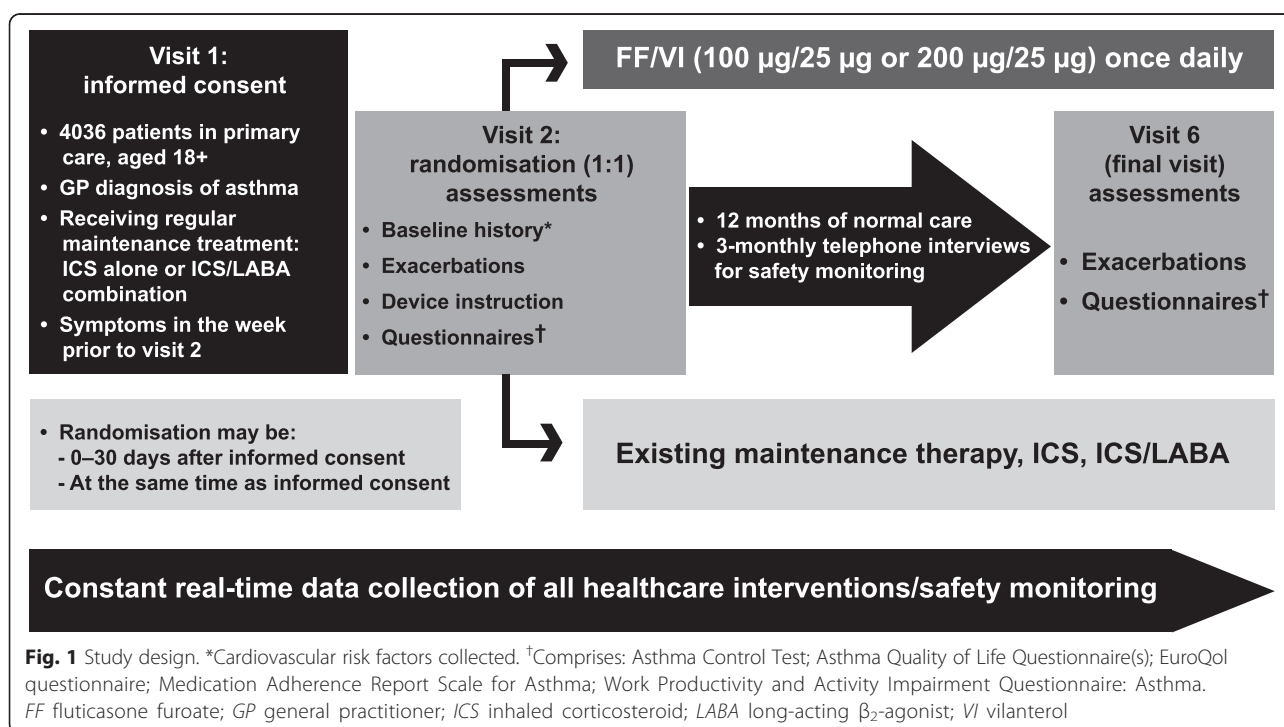 Visit 1:
informed consent
• 4036 patients in primary
care, aged 18+
• GP diagnosis of asthma
• Receiving regular
maintenance treatment:
ICS alone or ICS/LABA
combination
• Symptoms in the week
prior to visit 2
• Randomisation may be:
- 0–30 days after informed consent
- At the same time as informed consent
Visit 2:
randomisation (1:1)
assessments
• Baseline history*
• Exacerbations
• Device instruction
• Questionnaires†
FF/VI (100 µg/25 µg or 200 µg/25 µg) once daily
• 12 months of normal care
• 3-monthly telephone interviews
for safety monitoring
Existing maintenance therapy, ICS, ICS/LABA
Visit 6
(final visit)
assessments
• Exacerbations
• Questionnaires†
Constant real-time data collection of all healthcare interventions/safety monitoring
Fig. 1 Study design. *Cardiovascular risk factors collected. †Comprises: Asthma Control Test; Asthma Quality of Life Questionnaire(s); EuroQol
questionnaire; Medication Adherence Report Scale for Asthma; Work Productivity and Activity Impairment Questionnaire: Asthma.
FF fluticasone furoate; GP general practitioner; ICS inhaled corticosteroid; LABA long-acting β₂-agonist; VI vilanterol